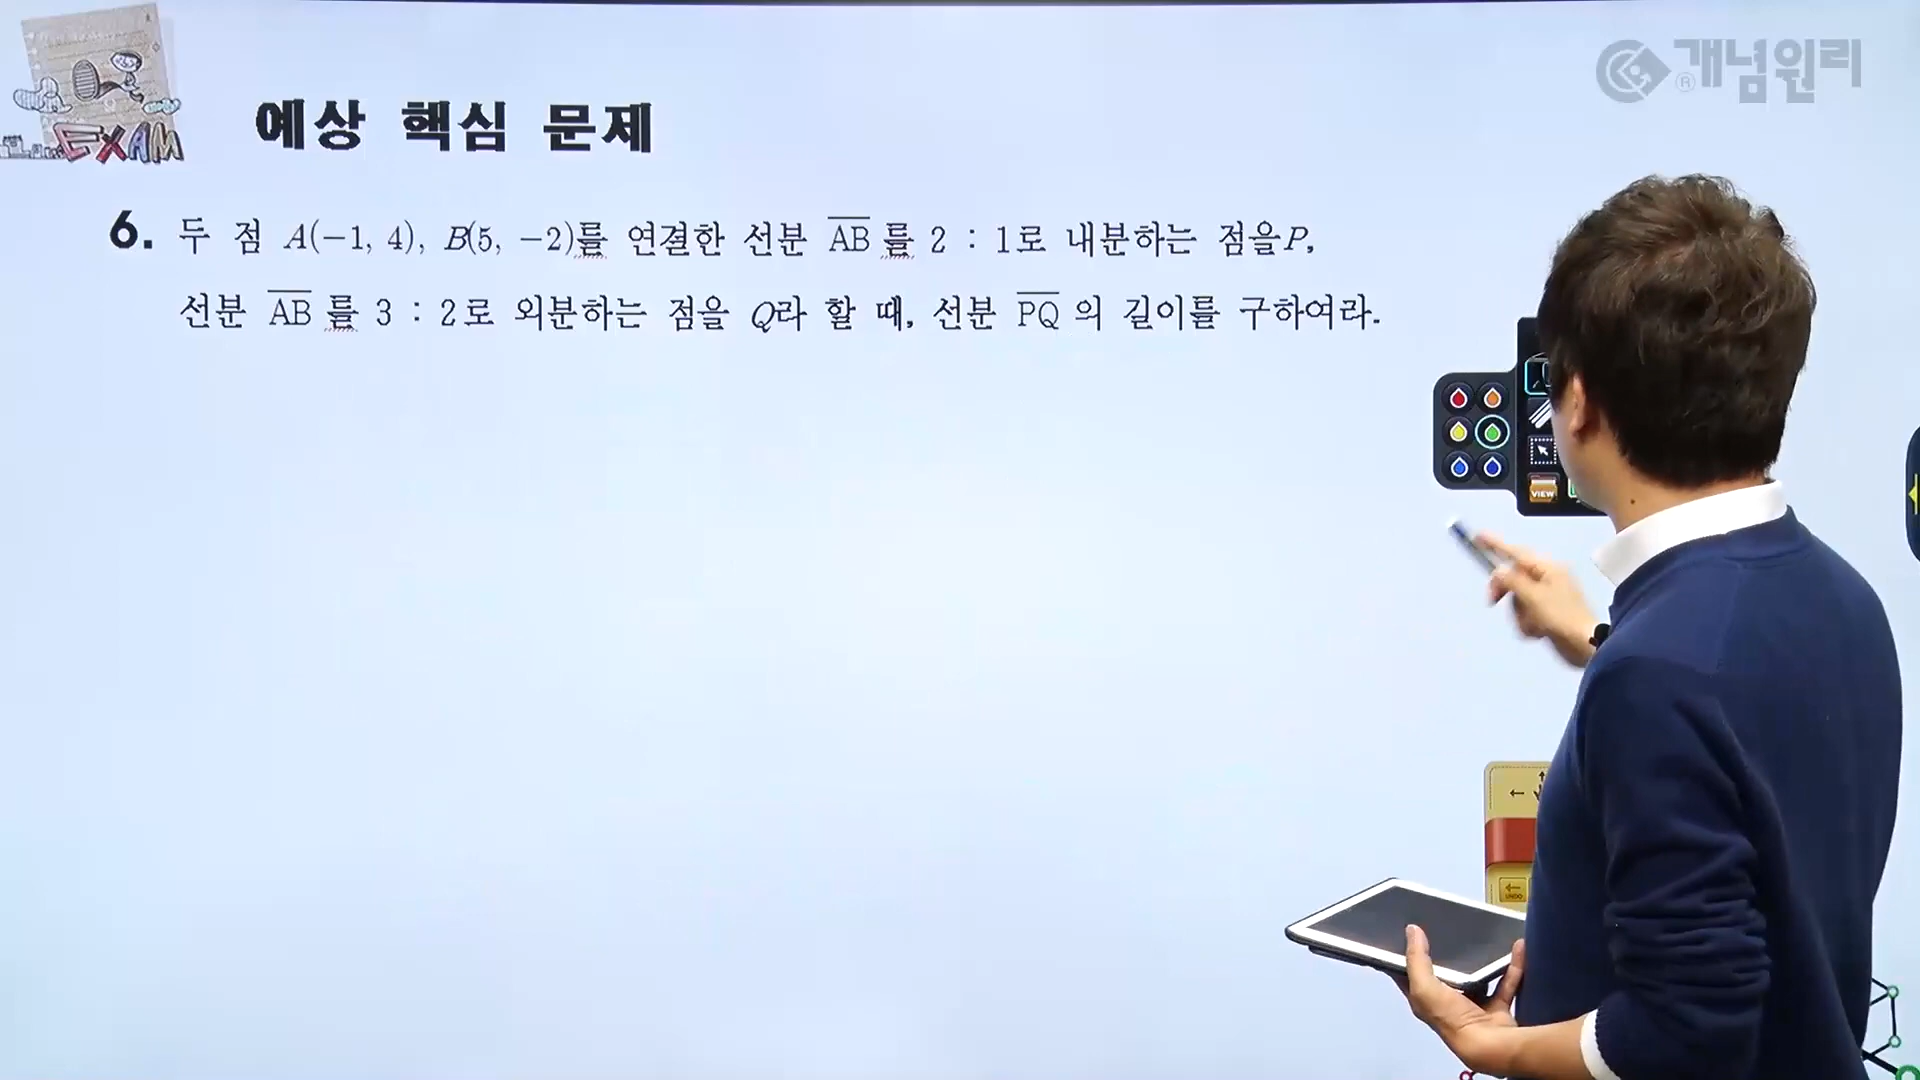 EXAM
예상 핵심 문제
® 개념원리
6. 두 점 A(−1, 4), B(5, −2)를 연결한 선분 AB를 2 : 1로 내분하는 점을P,
선분 AB를 3 : 2로 외분하는 점을 Q라 할 때, 선분 PQ의 길이를 구하여라.
VIEW
UNDO